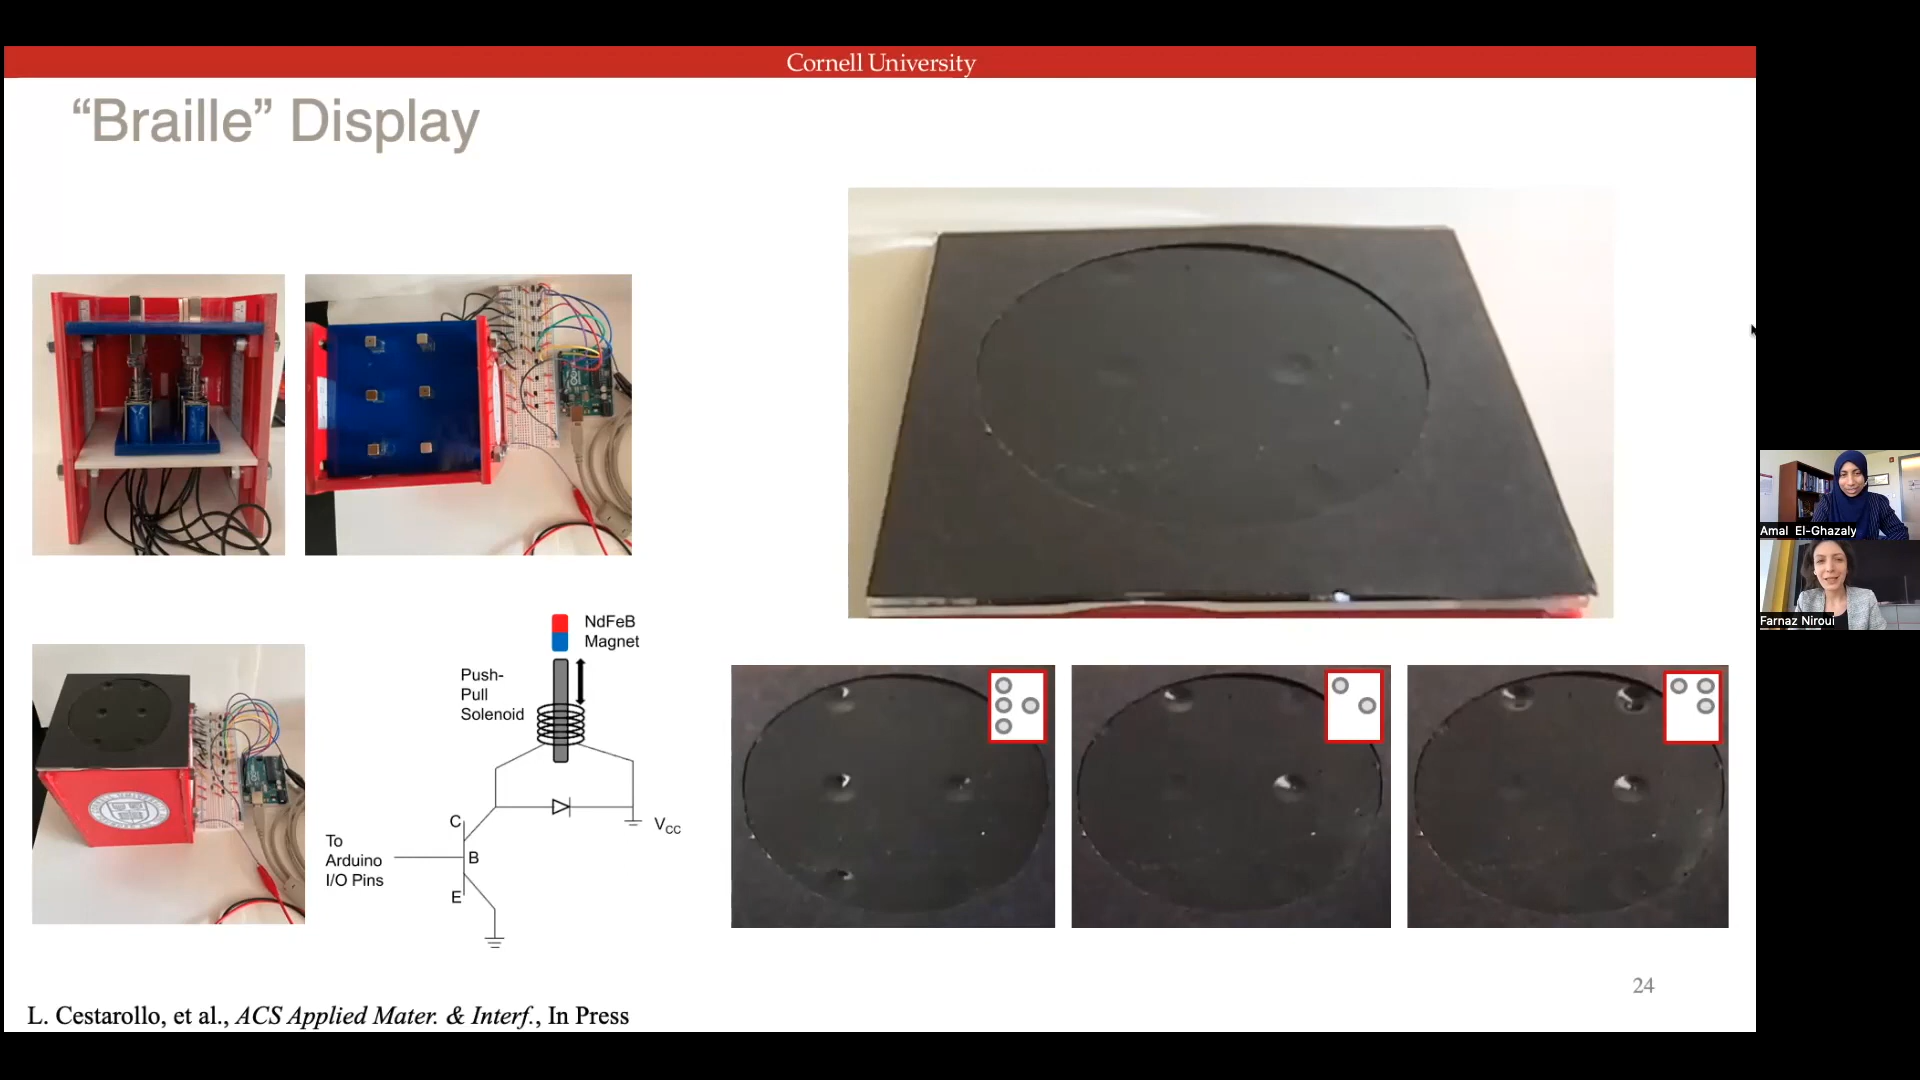 Cornell University
“Braille” Display
NdFeB
Magnet
Push-
Pull
Solenoid
C
VCC
To
Arduino
I/O Pins
B
E
24
L. Cestarollo, et al., ACS Applied Mater. & Interf., In Press
Amal El-Ghazaly
Farnaz Niroui